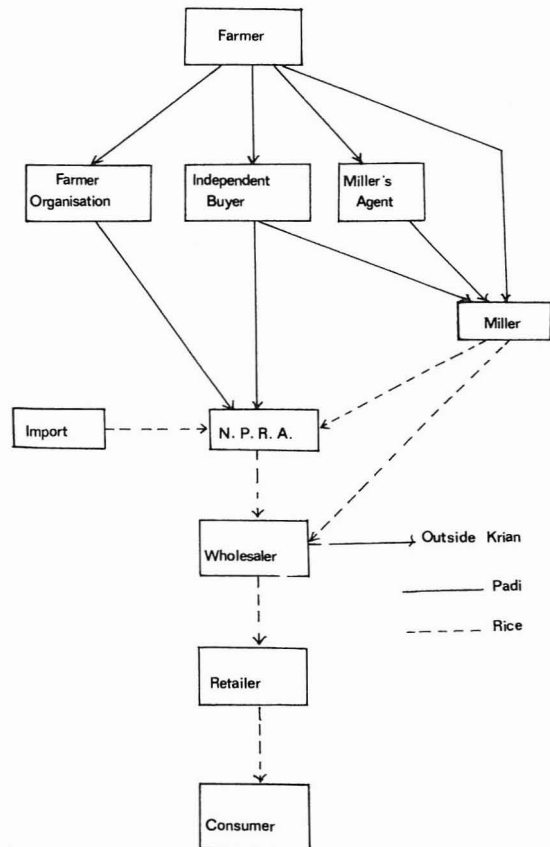 Farmer
Farmer
Organisation
Independent
Buyer
Miller's
Agent
Miller
Import
N. P. R. A.
Wholesaler
Outside Krian
Padi
Rice
Retailer
Consumer